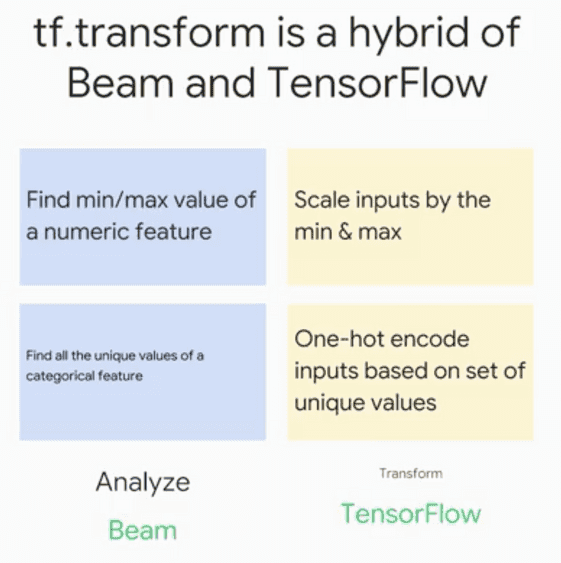 tf.transform is a hybrid of
Beam and TensorFlow
Find min/max value of
a numeric feature
Scale inputs by the
min & max
Find all the unique values of a
categorical feature
One-hot encode
inputs based on set of
unique values
Analyze
Beam
Transform
TensorFlow